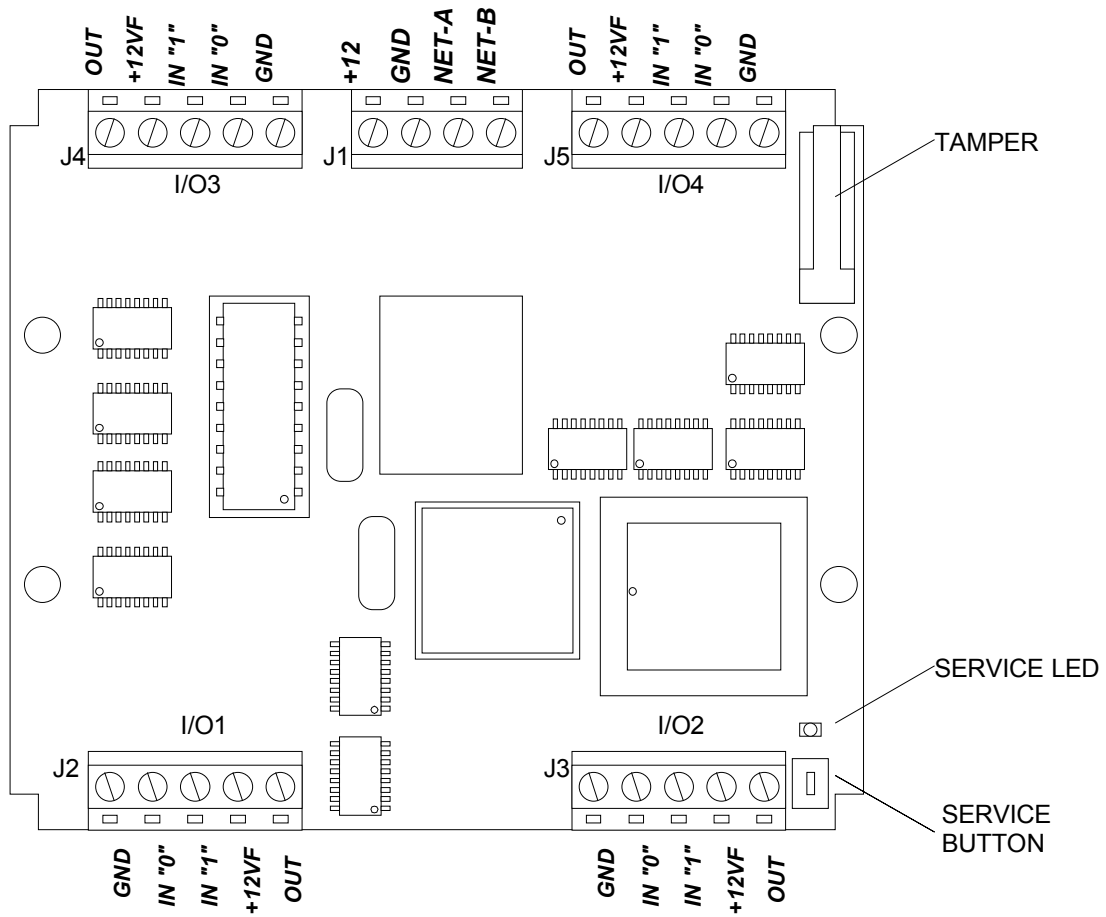 OUT
+12VF
IN "1"
IN "0"
GND
+12
GND
NET-A
NET-B
OUT
+12VF
IN "1"
IN "0"
GND
J4
J1
J5
TAMPER
I/O3
I/O4
SERVICE LED
I/O1
I/O2
J2
J3
SERVICE
BUTTON
GND
IN "0"
IN "1"
+12VF
OUT
GND
IN "0"
IN "1"
+12VF
OUT